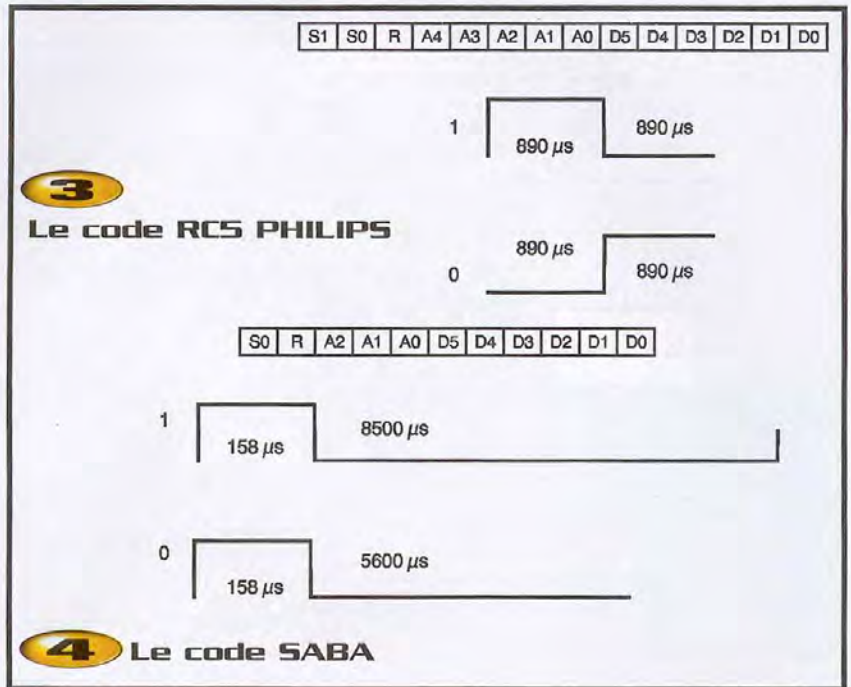 S1 S0 R A4 A3 A2 A1 A0 D5 D4 D3 D2 D1 D0
1 890 µs 890 µs
3
Le code RC5 PHILIPS
0 890 µs 890 µs
S0 R A2 A1 A0 D5 D4 D3 D2 D1 D0
1 158 µs 8500 µs
0 158 µs 5600 µs
4 Le code SABA